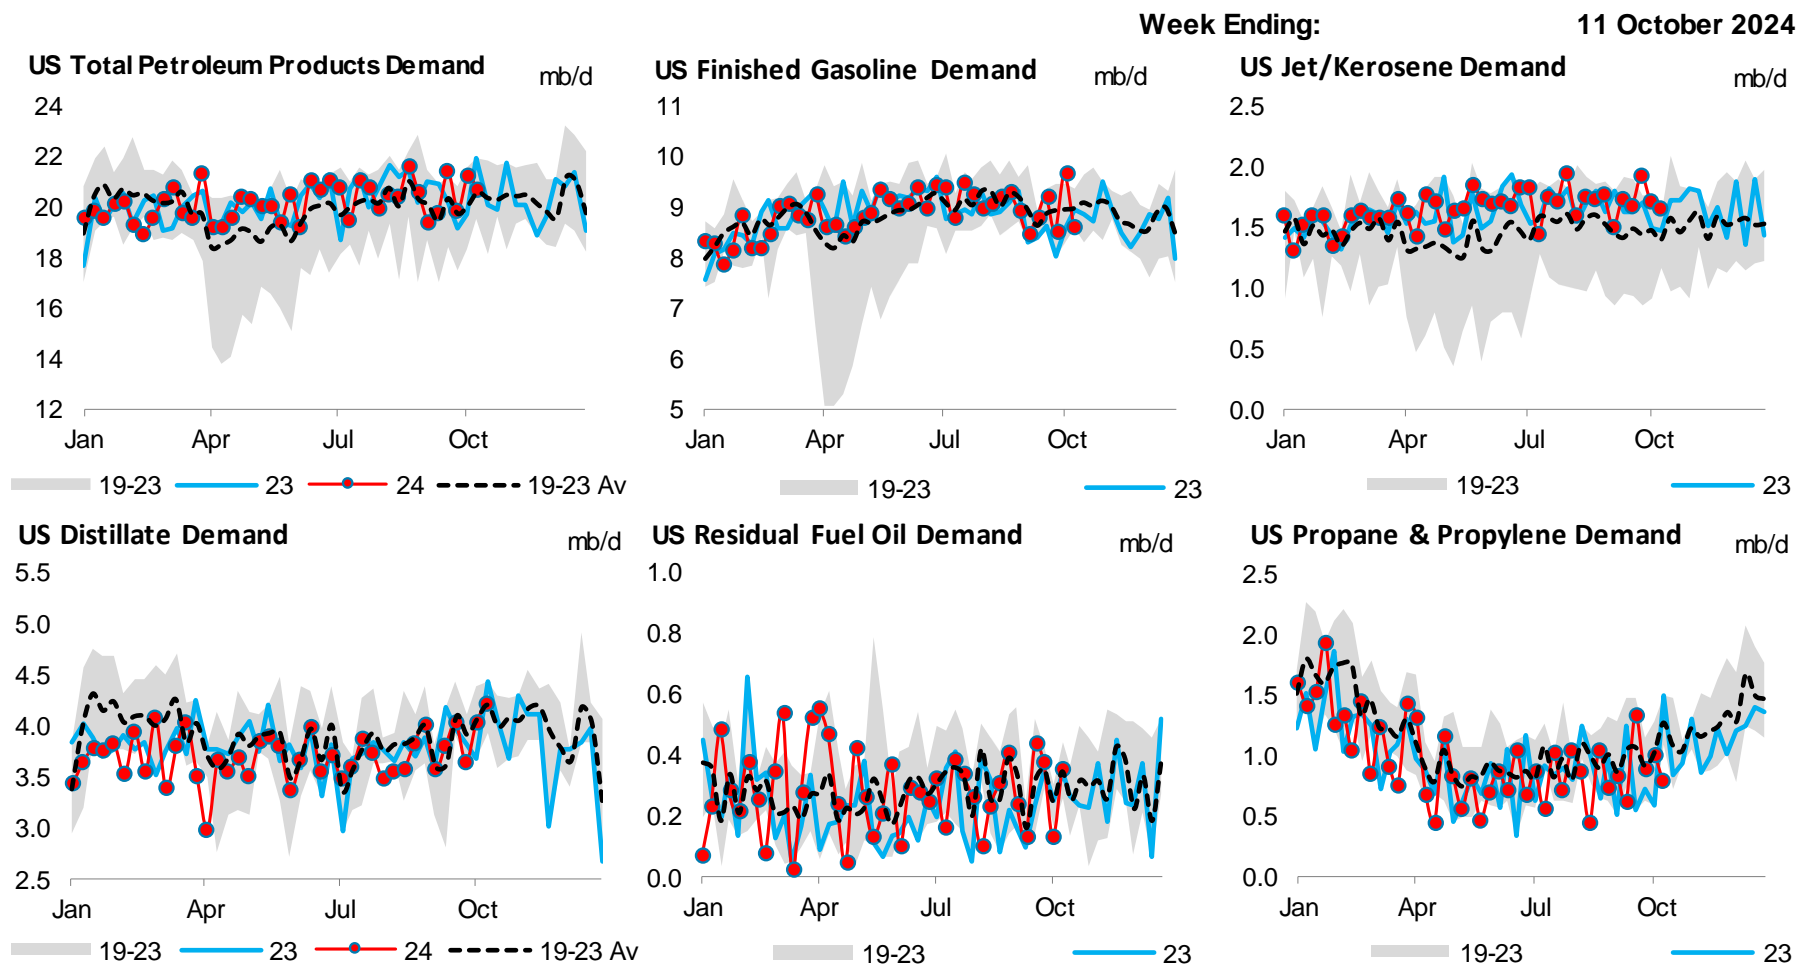 Week Ending: 11 October 2024
US Total Petroleum Products Demand
mb/d
24
22
20
18
16
14
12
Jan Apr Jul Oct
19-23 23 24 19-23 Av
US Finished Gasoline Demand
mb/d
11
10
9
8
7
6
5
Jan Apr Jul Oct
19-23 23
US Jet/Kerosene Demand
mb/d
2.5
2.0
1.5
1.0
0.5
0.0
Jan Apr Jul Oct
19-23 23
US Distillate Demand
mb/d
5.5
5.0
4.5
4.0
3.5
3.0
2.5
Jan Apr Jul Oct
19-23 23 24 19-23 Av
US Residual Fuel Oil Demand
mb/d
1.0
0.8
0.6
0.4
0.2
0.0
Jan Apr Jul Oct
19-23 23
US Propane & Propylene Demand
mb/d
2.5
2.0
1.5
1.0
0.5
0.0
Jan Apr Jul Oct
19-23 23